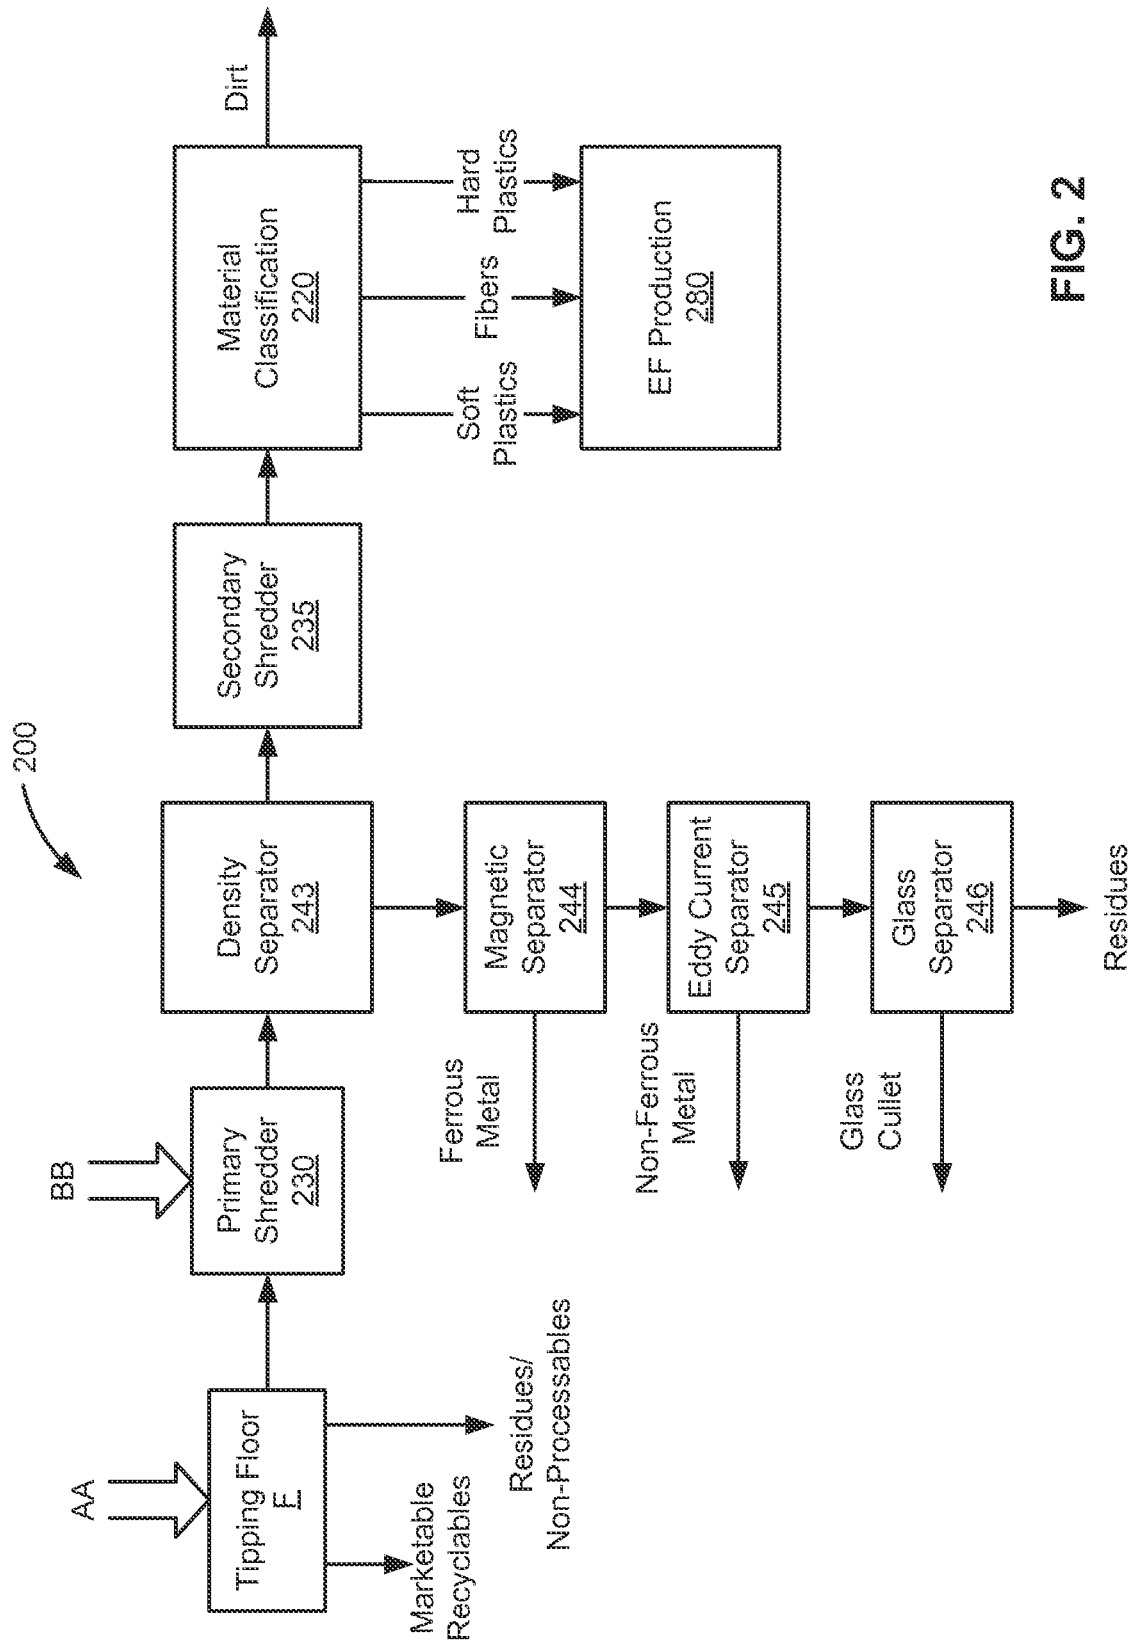 200
AA
Tipping Floor
F
Marketable
Recyclables
Residues/
Non-Processables
BB
Primary
Shredder
230
Density
Separator
243
Magnetic
Separator
244
Ferrous
Metal
Eddy Current
Separator
245
Non-Ferrous
Metal
Glass
Separator
246
Glass
Cullet
Residues
Secondary
Shredder
235
Material
Classification
220
Dirt
Soft
Plastics
Fibers
Hard
Plastics
EF Production
280
FIG. 2